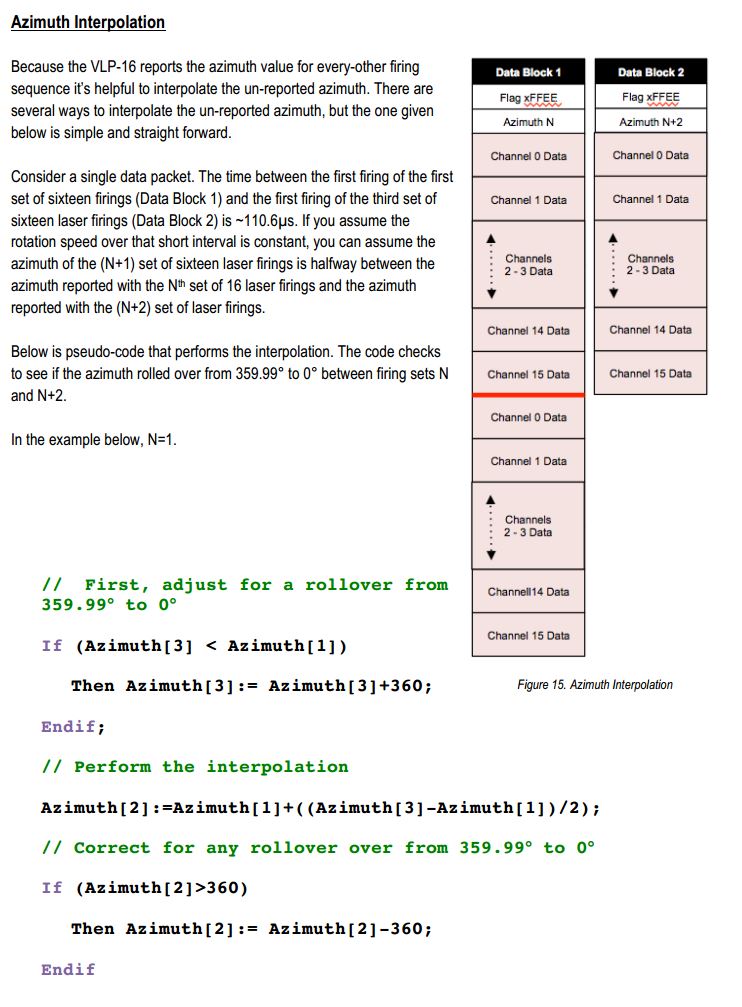 Azimuth Interpolation
Because the VLP-16 reports the azimuth value for every-other firing
sequence it's helpful to interpolate the un-reported azimuth. There are
several ways to interpolate the un-reported azimuth, but the one given
below is simple and straight forward.
Consider a single data packet. The time between the first firing of the first
set of sixteen firings (Data Block 1) and the first firing of the third set of
sixteen laser firings (Data Block 2) is ~110.6µs. If you assume the
rotation speed over that short interval is constant, you can assume the
azimuth of the (N+1) set of sixteen laser firings is halfway between the
azimuth reported with the Nth set of 16 laser firings and the azimuth
reported with the (N+2) set of laser firings.
Below is pseudo-code that performs the interpolation. The code checks
to see if the azimuth rolled over from 359.99° to 0° between firing sets N
and N+2.
In the example below, N=1.
// First, adjust for a rollover from
359.99° to 0°
If (Azimuth[3] < Azimuth[1])
Then Azimuth[3]:= Azimuth[3]+360;
Endif;
// Perform the interpolation
Azimuth[2]:=Azimuth[1]+((Azimuth[3]-Azimuth[1])/2);
// Correct for any rollover over from 359.99° to 0°
If (Azimuth[2]>360)
Then Azimuth[2]:= Azimuth[2]-360;
Endif
Data Block 1
Flag xFFEE
Azimuth N
Channel 0 Data
Channel 1 Data
Channels
2 - 3 Data
Channel 14 Data
Channel 15 Data
Channel 0 Data
Channel 1 Data
Channels
2 - 3 Data
Channell14 Data
Channel 15 Data
Data Block 2
Flag xFFEE
Azimuth N+2
Channel 0 Data
Channel 1 Data
Channels
2 - 3 Data
Channel 14 Data
Channel 15 Data
Figure 15. Azimuth Interpolation